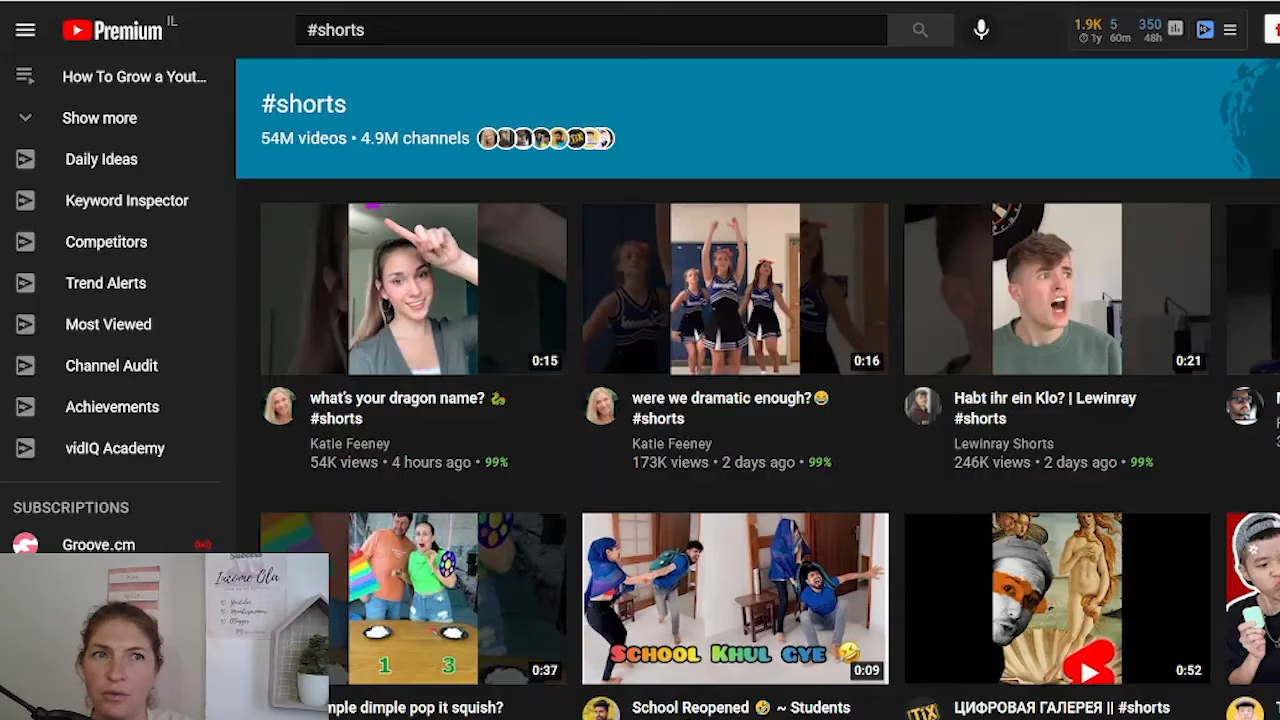 Premium IL
#shorts
1.9K 5 350
1y 60m 48h
How To Grow a Yout...
Show more
Daily Ideas
Keyword Inspector
Competitors
Trend Alerts
Most Viewed
Channel Audit
Achievements
vidIQ Academy
SUBSCRIPTIONS
Groove.cm
#shorts
54M videos • 4.9M channels
0:15
0:16
0:21
what's your dragon name? 🐉
#shorts
Katie Feeney
54K views • 4 hours ago • 99%
were we dramatic enough?😂
#shorts
Katie Feeney
173K views • 2 days ago • 99%
Habt ihr ein Klo? | Lewinray
#shorts
Lewinray Shorts
246K views • 2 days ago • 99%
1 3
0:37
SCHOOL KHUL GYE 🤣
0:09
0:52
mple dimple pop it squish?
School Reopened 🤣 ~ Students
TIX
ЦИФРОВАЯ ГАЛЕРЕЯ || #shorts
Income Ola